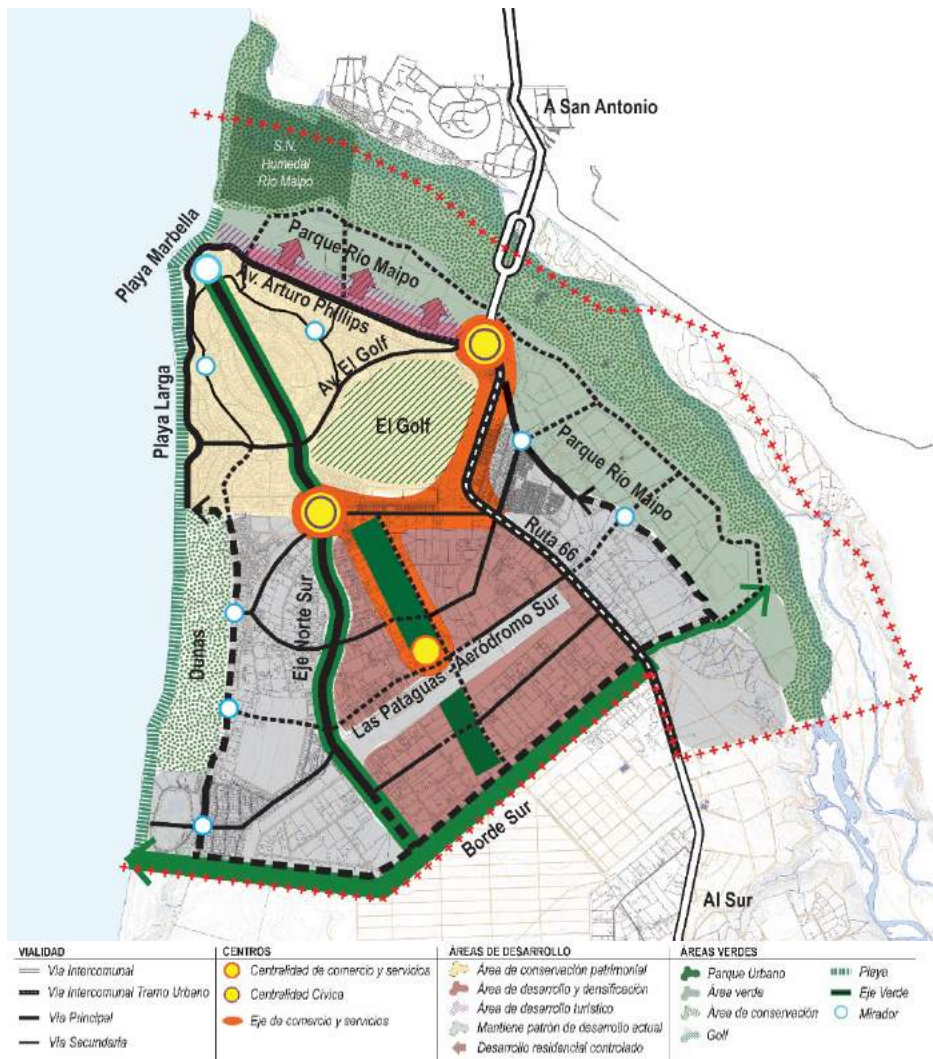 A San Antonio
S.N.
Humedal
Río Maipo
Playa Marbella
Parque Río Maipo
Av. Arturo Phillips
Av. El Golf
Playa Larga
El Golf
Parque Río Maipo
Ruta 66
Dunas
Eje Norte Sur
Las Pataguas - Aeródromo Sur
Borde Sur
Al Sur
VIALIDAD
Vía Intercomunal
Vía Intercomunal Tramo Urbano
Vía Principal
Vía Secundaria
CENTROS
Centralidad de comercio y servicios
Centralidad Cívica
Eje de comercio y servicios
ÁREAS DE DESARROLLO
Área de conservación patrimonial
Área de desarrollo y densificación
Área de desarrollo turístico
Mantiene patrón de desarrollo actual
Desarrollo residencial controlado
ÁREAS VERDES
Parque Urbano
Área verde
Área de conservación
Golf
Playa
Eje Verde
Mirador